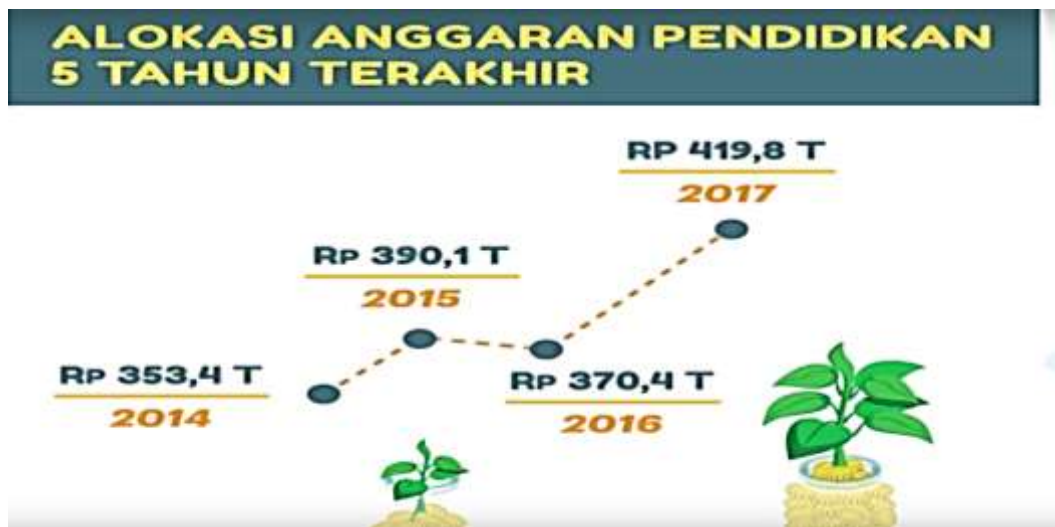 ALOKASI ANGGARAN PENDIDIKAN
5 TAHUN TERAKHIR
RP 419,8 T
2017
RP 390,1 T
2015
RP 353,4 T
2014
RP 370,4 T
2016